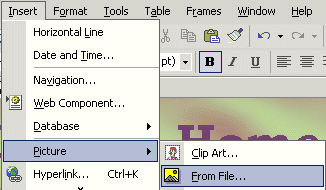 Insert Format Tools Table Frames Window Help
Horizontal Line
Date and Time...
pt)
B I U
Navigation...
Web Component...
Database
Home
Picture
Clip Art...
Hyperlink... Ctrl+K
From File...